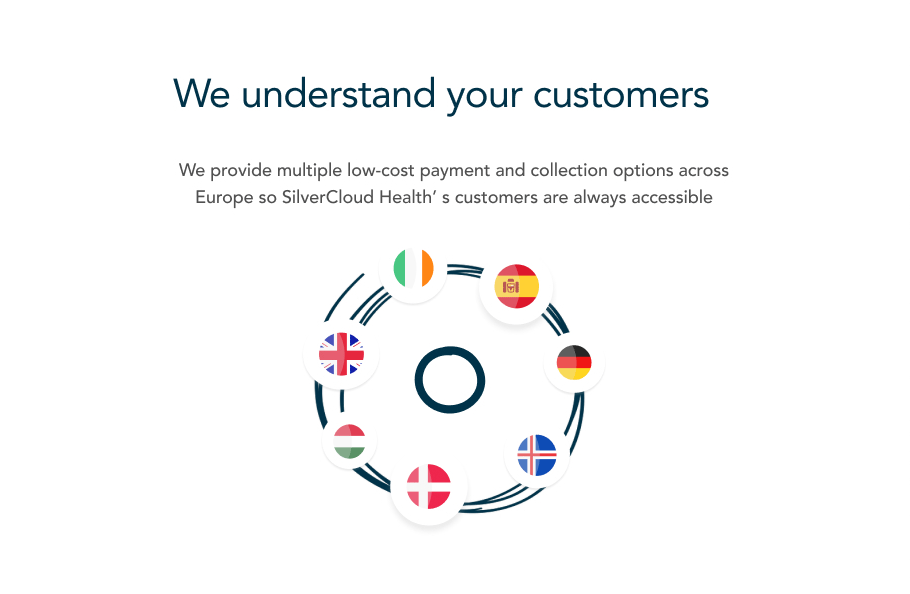 We understand your customers
We provide multiple low-cost payment and collection options across
Europe so SilverCloud Health’ s customers are always accessible